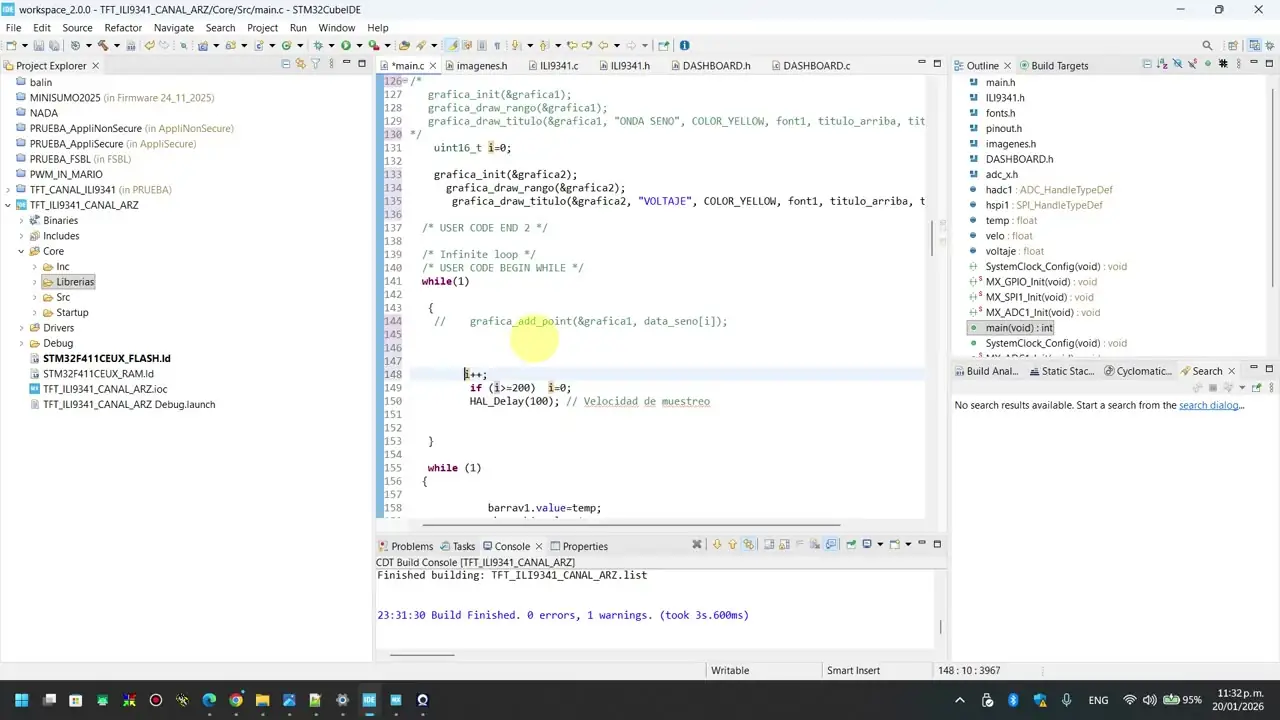 workspace_2.0.0 - TFT_ILI9341_CANAL_ARZ/Core/Src/main.c - STM32CubeIDE
File Edit Source Refactor Navigate Search Project Run Window Help
Project Explorer
balin
MINISUMO2025 (in Firmware 24_11_2025)
NADA
PRUEBA_AppliNonSecure (in AppliNonSecure)
PRUEBA_AppliSecure (in AppliSecure)
PRUEBA_FSBL (in FSBL)
PWM_IN_MARIO
TFT_CANAL_ILI9341 (in PRUEBA)
TFT_ILI9341_CANAL_ARZ
Binaries
Includes
Core
Inc
Librerias
Src
Startup
Drivers
Debug
STM32F411CEUX_FLASH.ld
STM32F411CEUX_RAM.ld
TFT_ILI9341_CANAL_ARZ.ioc
TFT_ILI9341_CANAL_ARZ Debug.launch
*main.c imagenes.h ILI9341.c ILI9341.h DASHBOARD.h DASHBOARD.c
126 /*
127 grafica_init(&grafica1);
128 grafica_draw_rango(&grafica1);
129 grafica_draw_titulo(&grafica1, "ONDA SENO", COLOR_YELLOW, font1, titulo_arriba, tit
130 */
131 uint16_t i=0;
132
133 grafica_init(&grafica2);
134 grafica_draw_rango(&grafica2);
135 grafica_draw_titulo(&grafica2, "VOLTAJE", COLOR_YELLOW, font1, titulo_arriba, t
136
137 /* USER CODE END 2 */
138
139 /* Infinite loop */
140 /* USER CODE BEGIN WHILE */
141 while(1)
142
143 {
144 // grafica_add_point(&grafica1, data_seno[i]);
145
146
147
148 i++;
149 if (i>=200) i=0;
150 HAL_Delay(100); // Velocidad de muestreo
151
152
153 }
154
155 while (1)
156 {
157
158 barrav1.value=temp;
Problems Tasks Console Properties
CDT Build Console [TFT_ILI9341_CANAL_ARZ]
Finished building: TFT_ILI9341_CANAL_ARZ.list
23:31:30 Build Finished. 0 errors, 1 warnings. (took 3s.600ms)
Outline Build Targets
main.h
ILI9341.h
fonts.h
pinout.h
imagenes.h
DASHBOARD.h
adc_x.h
hadc1 : ADC_HandleTypeDef
hspi1 : SPI_HandleTypeDef
temp : float
velo : float
voltaje : float
SystemClock_Config(void) : void
MX_GPIO_Init(void) : void
MX_SPI1_Init(void) : void
MX_ADC1_Init(void) : void
main(void) : int
SystemClock_Config(void) : void
Build Anal... Static Stac... Cyclomatic... Search
No search results available. Start a search from the search dialog...
Writable Smart Insert 148 : 10 : 3967
ENG 95% 11:32 p.m.
20/01/2026